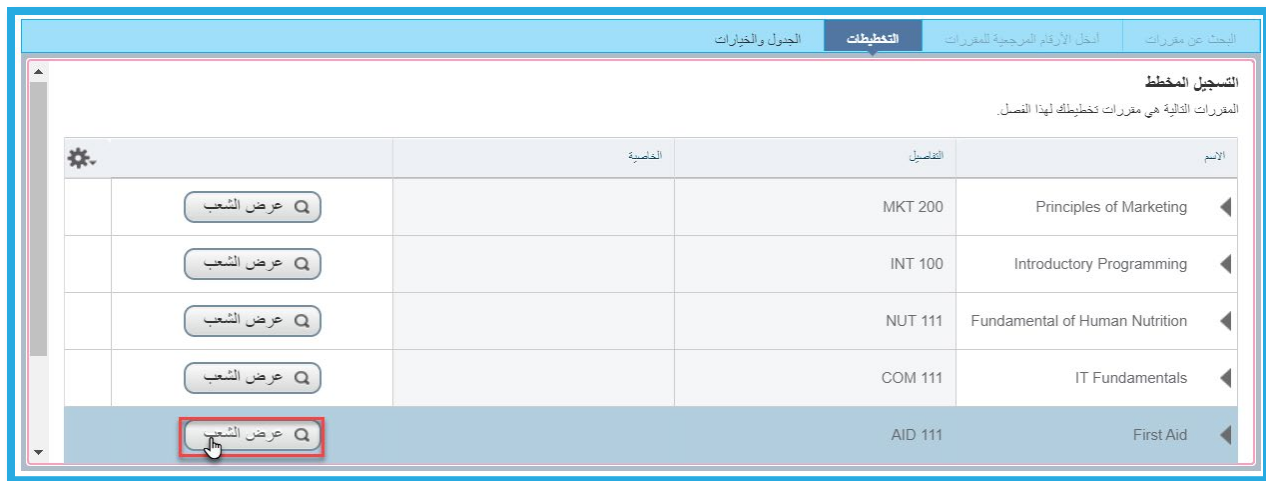 البحث عن مقررات
أدخل الأرقام المرجعية للمقررات
التخطيطات
الجدول والخيارات
التسجيل المخطط
المقررات التالية هي مقررات تخطيطك لهذا الفصل.
الاسم التفاصيل الخاصية
Principles of Marketing MKT 200 عرض الشعب
Introductory Programming INT 100 عرض الشعب
Fundamental of Human Nutrition NUT 111 عرض الشعب
IT Fundamentals COM 111 عرض الشعب
First Aid AID 111 عرض الشعب